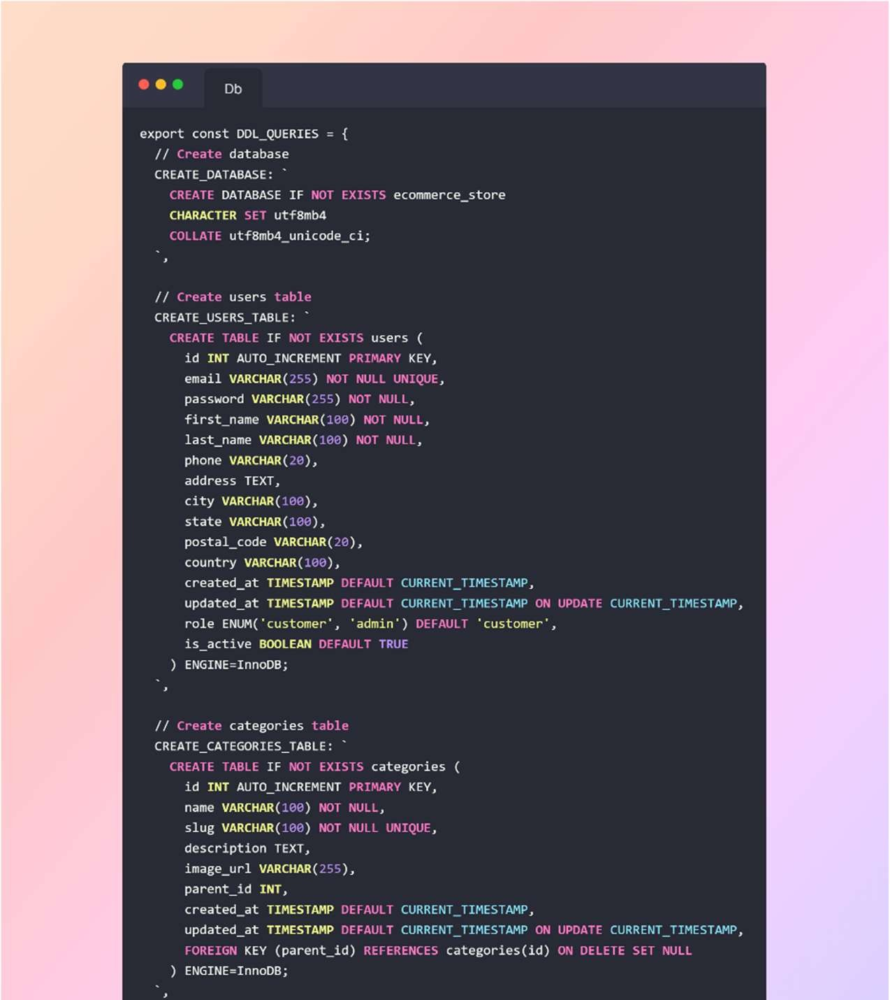 Db
export const DDL_QUERIES = {
  // Create database
  CREATE_DATABASE: `
    CREATE DATABASE IF NOT EXISTS ecommerce_store
    CHARACTER SET utf8mb4
    COLLATE utf8mb4_unicode_ci;
  `,
  // Create users table
  CREATE_USERS_TABLE: `
    CREATE TABLE IF NOT EXISTS users (
      id INT AUTO_INCREMENT PRIMARY KEY,
      email VARCHAR(255) NOT NULL UNIQUE,
      password VARCHAR(255) NOT NULL,
      first_name VARCHAR(100) NOT NULL,
      last_name VARCHAR(100) NOT NULL,
      phone VARCHAR(20),
      address TEXT,
      city VARCHAR(100),
      state VARCHAR(100),
      postal_code VARCHAR(20),
      country VARCHAR(100),
      created_at TIMESTAMP DEFAULT CURRENT_TIMESTAMP,
      updated_at TIMESTAMP DEFAULT CURRENT_TIMESTAMP ON UPDATE CURRENT_TIMESTAMP,
      role ENUM('customer', 'admin') DEFAULT 'customer',
      is_active BOOLEAN DEFAULT TRUE
    ) ENGINE=InnoDB;
  `,
  // Create categories table
  CREATE_CATEGORIES_TABLE: `
    CREATE TABLE IF NOT EXISTS categories (
      id INT AUTO_INCREMENT PRIMARY KEY,
      name VARCHAR(100) NOT NULL,
      slug VARCHAR(100) NOT NULL UNIQUE,
      description TEXT,
      image_url VARCHAR(255),
      parent_id INT,
      created_at TIMESTAMP DEFAULT CURRENT_TIMESTAMP,
      updated_at TIMESTAMP DEFAULT CURRENT_TIMESTAMP ON UPDATE CURRENT_TIMESTAMP,
      FOREIGN KEY (parent_id) REFERENCES categories(id) ON DELETE SET NULL
    ) ENGINE=InnoDB;
  `,